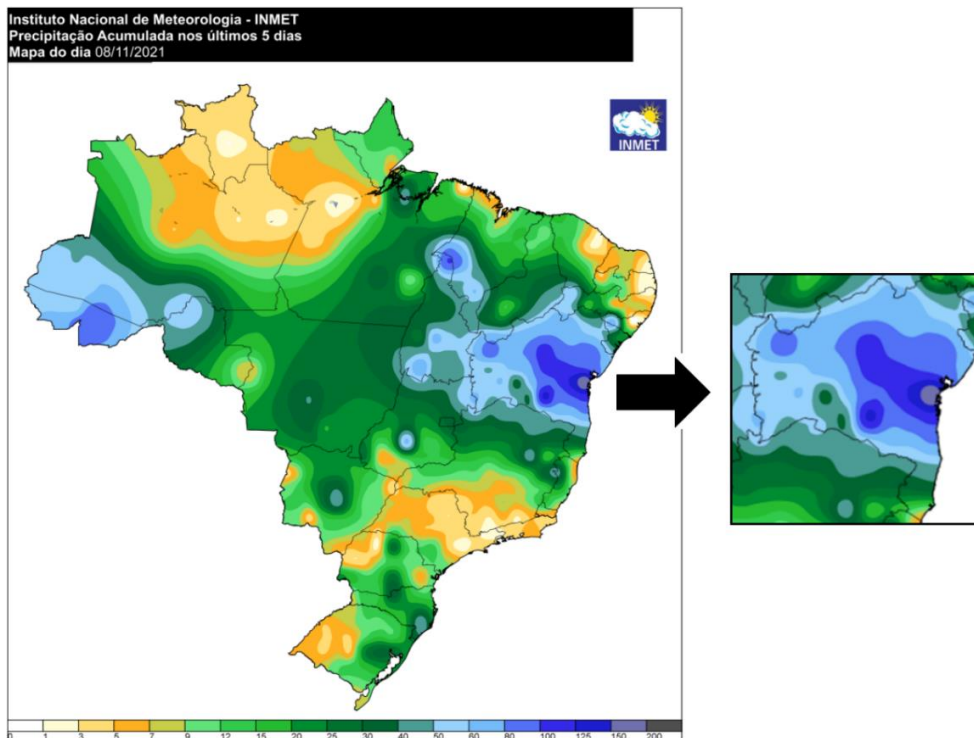 Instituto Nacional de Meteorologia - INMET
Precipitação Acumulada nos últimos 5 dias
Mapa do dia 08/11/2021
INMET
0 1 3 5 7 9 12 15 20 25 30 40 50 60 80 100 125 150 200